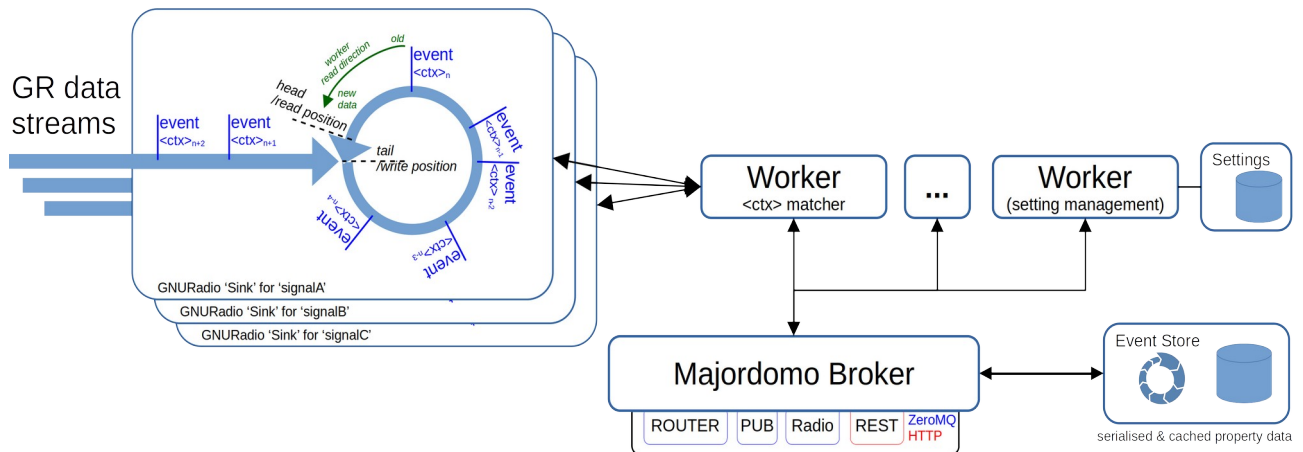 GR data
streams
event
<ctx>n+2
event
<ctx>n+1
old
worker
read direction
new
data
head
/read position
tail
/write position
event
<ctx>n
event
<ctx>n-1
event
<ctx>n-2
event
<ctx>n-3
event
<ctx>n-4
GNURadio 'Sink' for 'signalA'
GNURadio 'Sink' for 'signalB'
GNURadio 'Sink' for 'signalC'
Worker
<ctx> matcher
...
Worker
(setting management)
Settings
Majordomo Broker
ROUTER
PUB
Radio
REST
ZeroMQ
HTTP
Event Store
serialised & cached property data